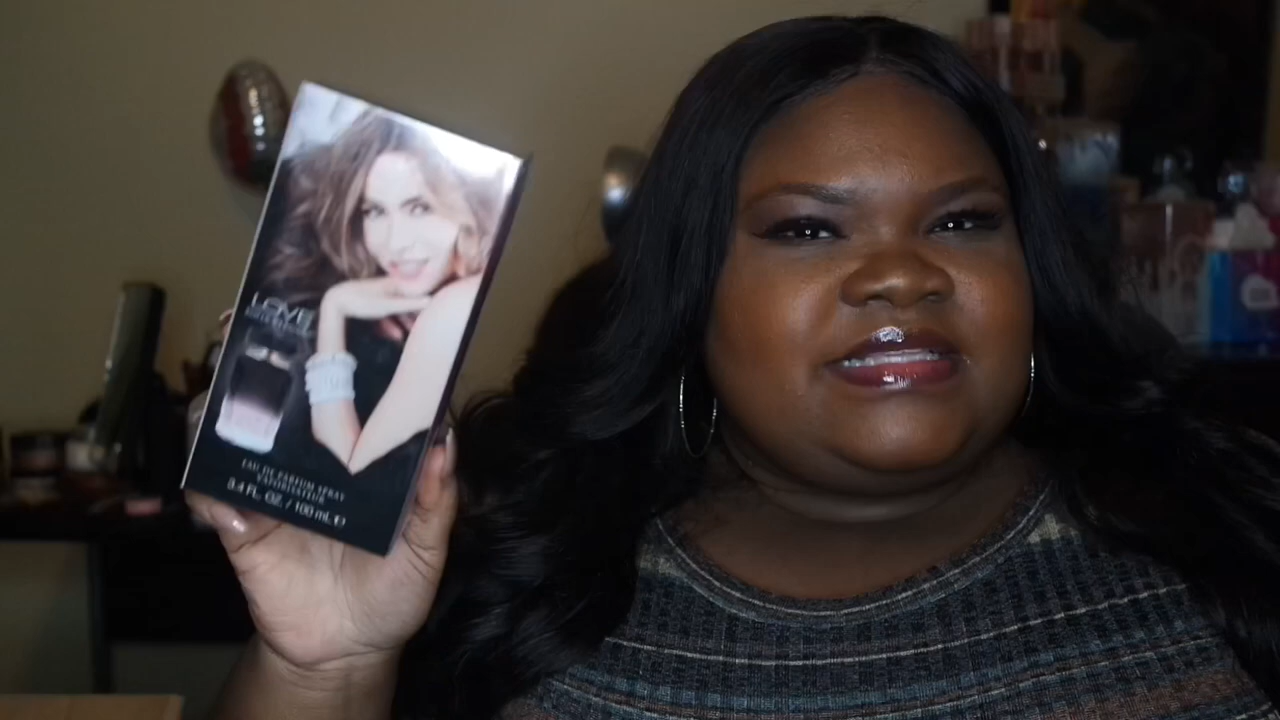 LOVE
EAU DE PARFUM SPRAY
VAPORISATEUR
3.4 FL. OZ. / 100 mL ℮